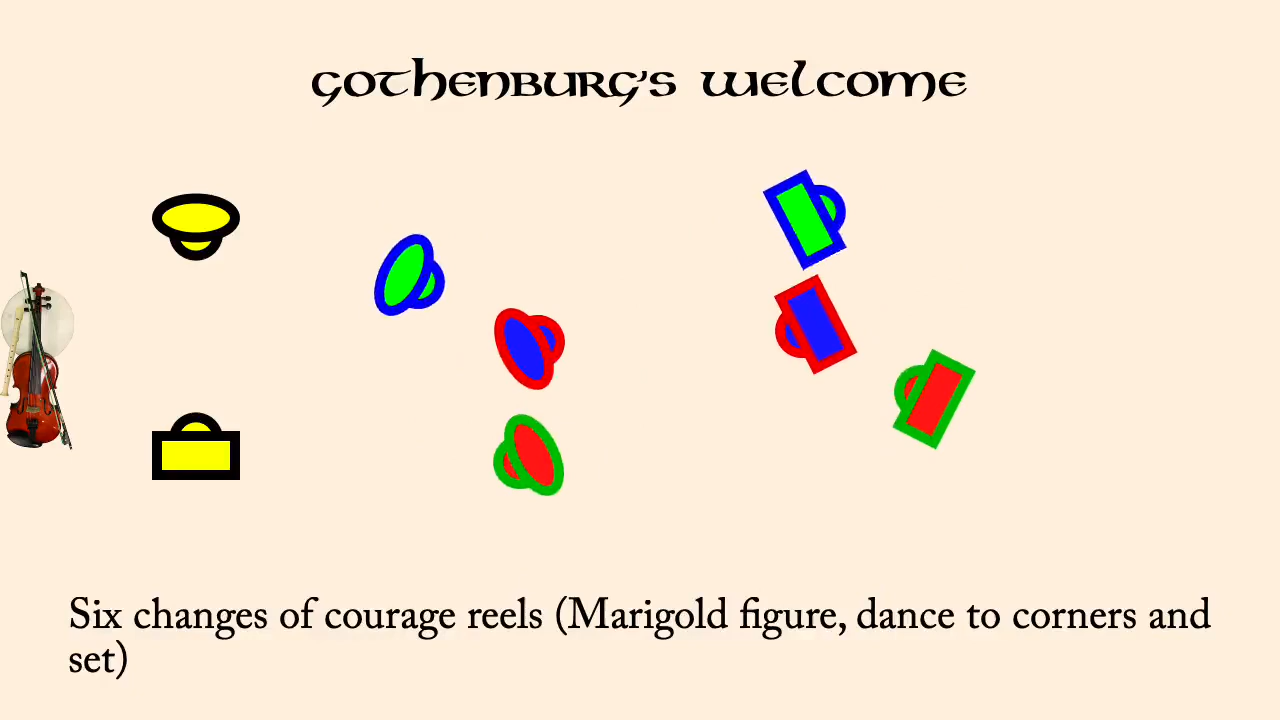 Gothenburg's Welcome
Six changes of courage reels (Marigold figure, dance to corners and
set)